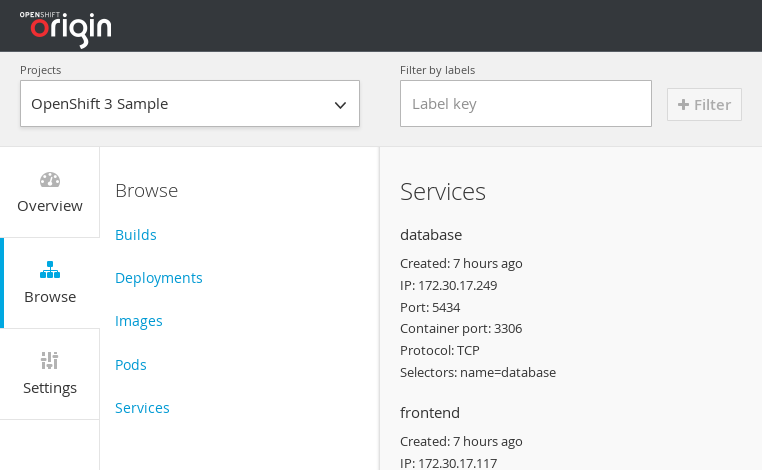 OPENSHIFT
origin
Projects
Filter by labels
OpenShift 3 Sample
Label key
+ Filter
Overview
Browse
Settings
Browse
Builds
Deployments
Images
Pods
Services
Services
database
Created: 7 hours ago
IP: 172.30.17.249
Port: 5434
Container port: 3306
Protocol: TCP
Selectors: name=database
frontend
Created: 7 hours ago
IP: 172.30.17.117